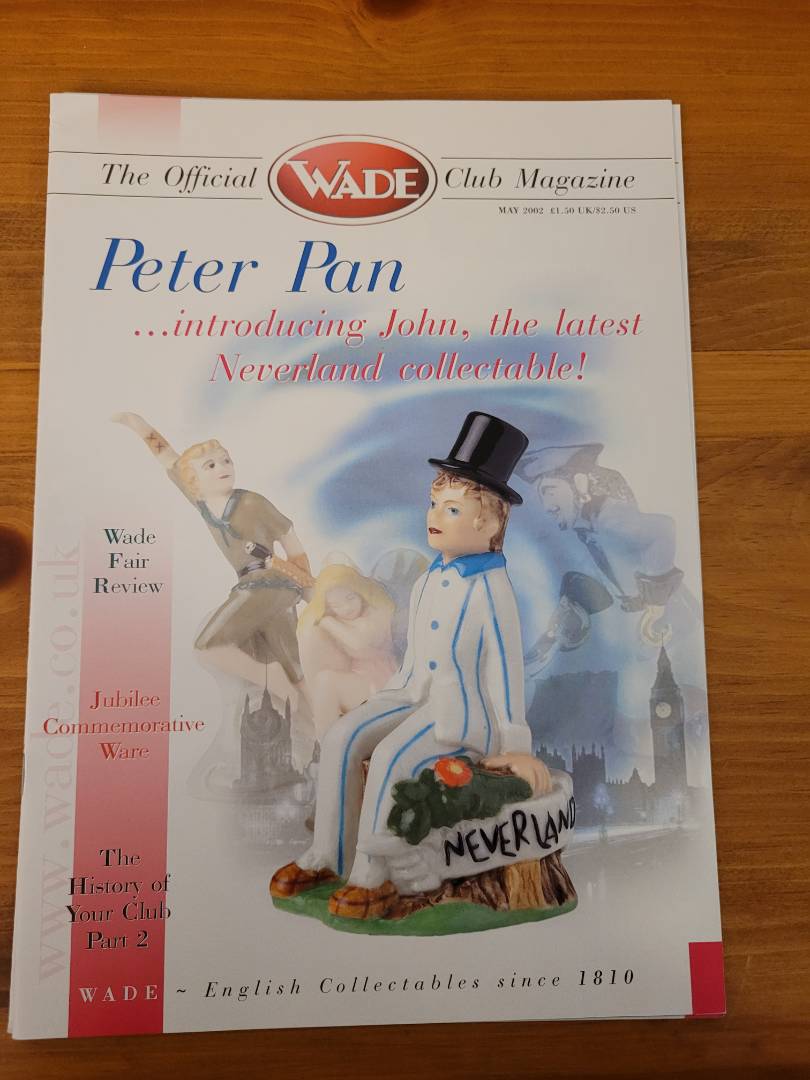 The Official WADE Club Magazine
MAY 2002 £1.50 UK/$2.50 US
Peter Pan
...introducing John, the latest
Neverland collectable!
Wade
Fair
Review
Jubilee
Commemorative
Ware
The
History of
Your Club
Part 2
www.wade.co.uk
NEVERLAND
WADE ~ English Collectables since 1810